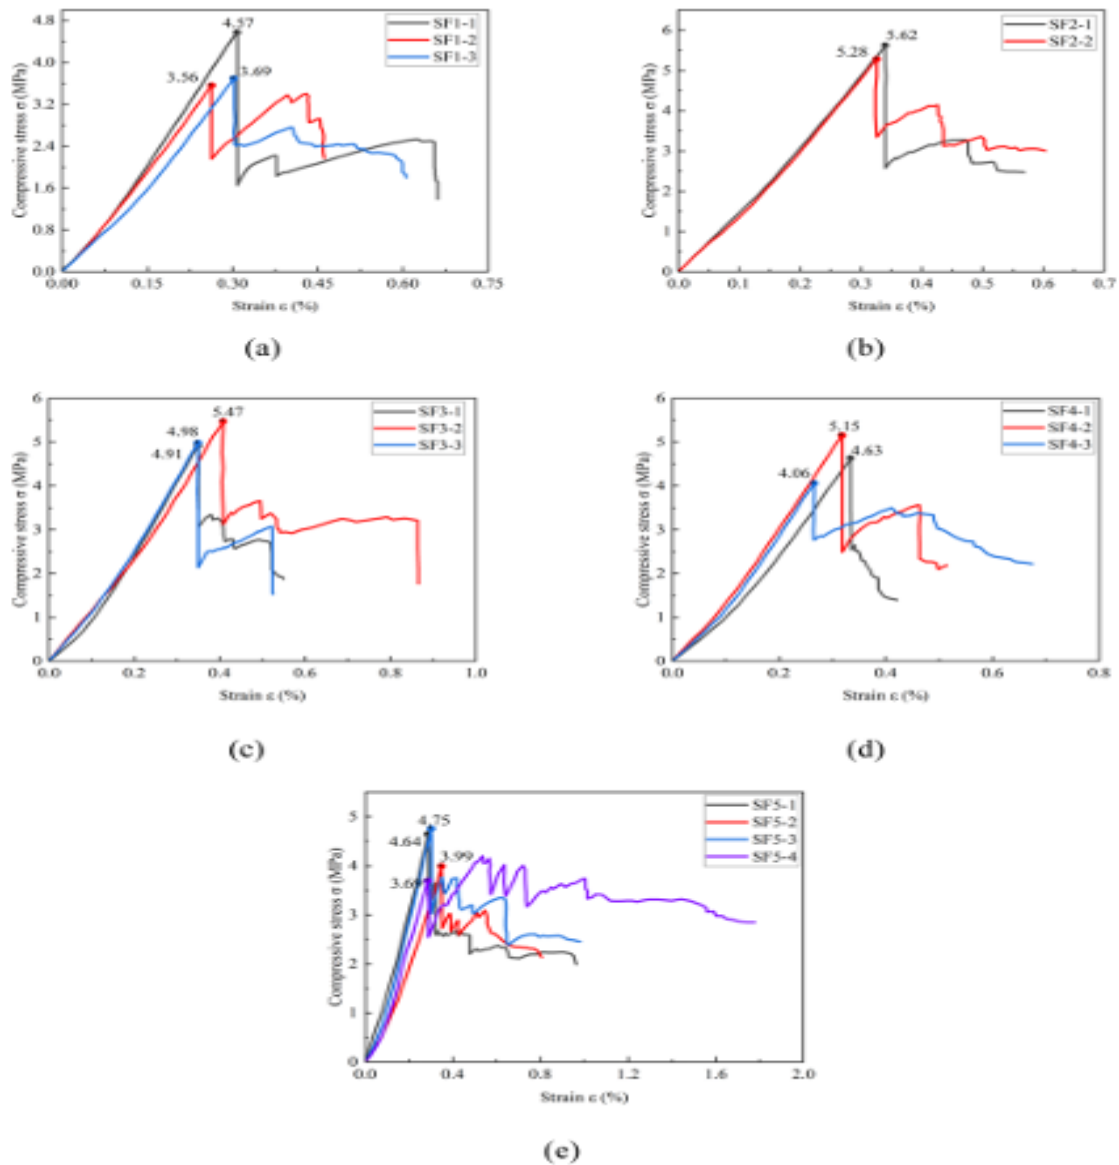 4.57
SF1-1
SF1-2
SF1-3
3.56
3.69
Compressive stress σ (MPa)
4.8
4.0
3.2
2.4
1.6
0.8
0.0
0.00 0.15 0.30 0.45 0.60 0.75
Strain ε (%)
(a)
SF2-1
SF2-2
5.62
5.28
Compressive stress σ (MPa)
6
5
4
3
2
1
0
0.0 0.1 0.2 0.3 0.4 0.5 0.6 0.7
Strain ε (%)
(b)
SF3-1
SF3-2
SF3-3
5.47
4.98
4.91
Compressive stress σ (MPa)
6
5
4
3
2
1
0
0.0 0.2 0.4 0.6 0.8 1.0
Strain ε (%)
(c)
SF4-1
SF4-2
SF4-3
5.15
4.63
4.06
Compressive stress σ (MPa)
6
5
4
3
2
1
0
0.0 0.2 0.4 0.6 0.8
Strain ε (%)
(d)
SF5-1
SF5-2
SF5-3
SF5-4
4.75
4.64
3.99
3.69
Compressive stress σ (MPa)
5
4
3
2
1
0
0.0 0.4 0.8 1.2 1.6 2.0
Strain ε (%)
(e)